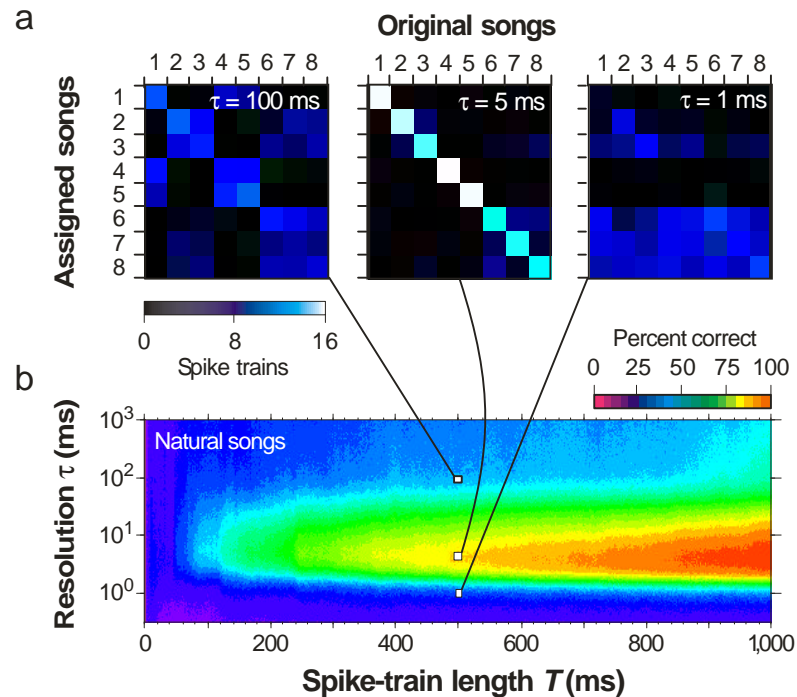 a
Original songs
1 2 3 4 5 6 7 8
1 2 3 4 5 6 7 8
1 2 3 4 5 6 7 8
Assigned songs
1
2
3
4
5
6
7
8
τ = 100 ms
τ = 5 ms
τ = 1 ms
0 8 16
Spike trains
Percent correct
0 25 50 75 100
b
Natural songs
Resolution τ (ms)
10³
10²
10¹
10⁰
0 200 400 600 800 1,000
Spike-train length T (ms)